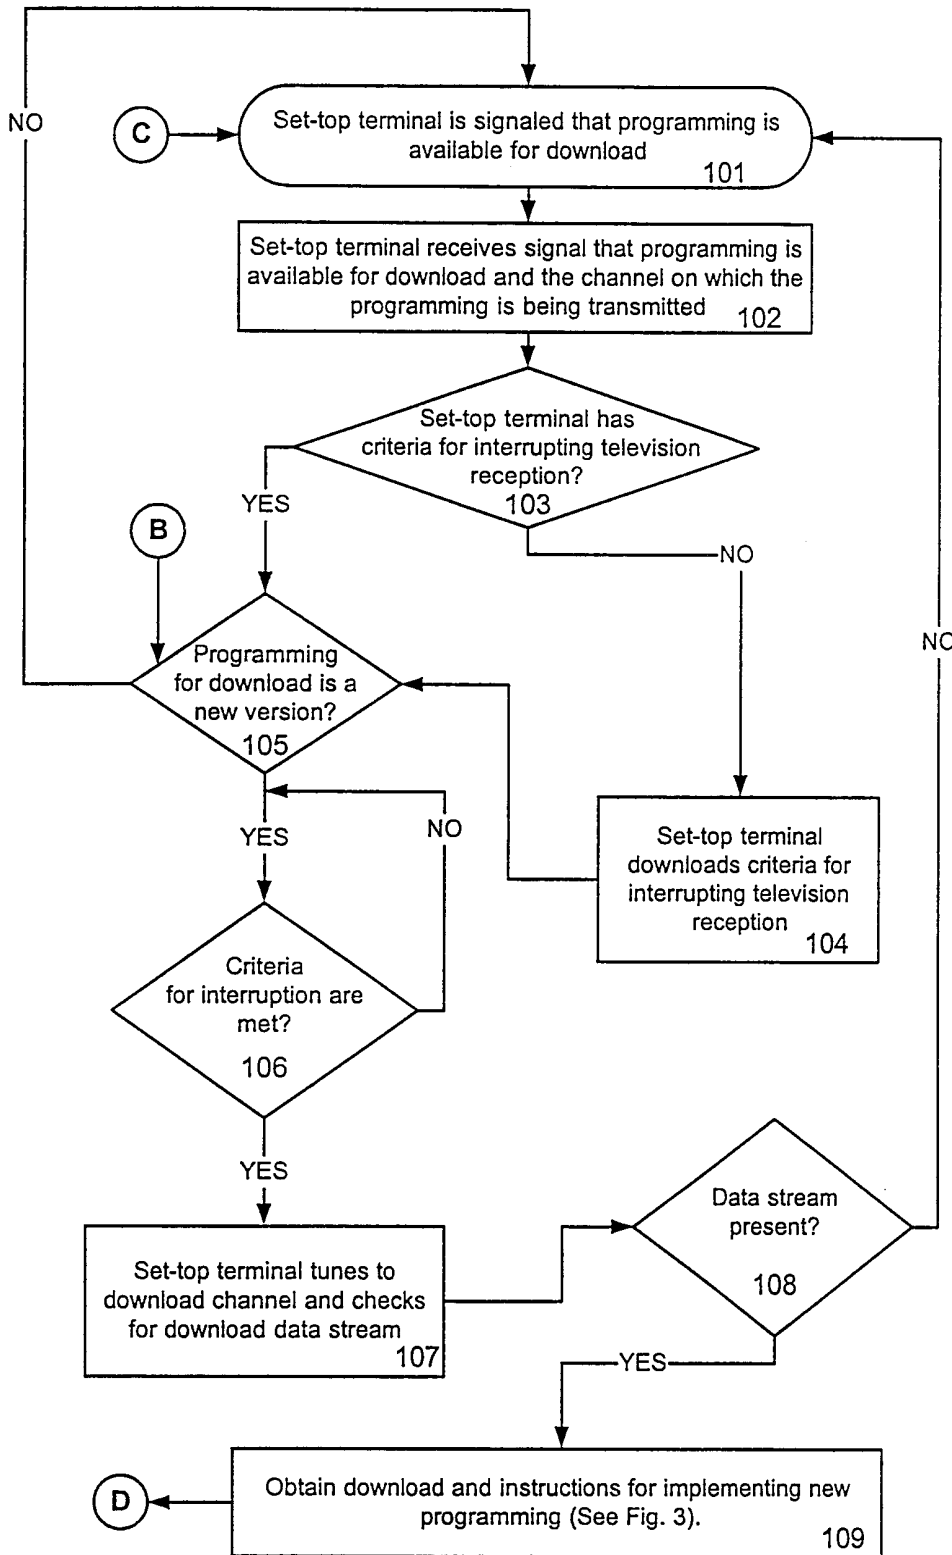 NO
C
Set-top terminal is signaled that programming is
available for download
101
Set-top terminal receives signal that programming is
available for download and the channel on which the
programming is being transmitted
102
Set-top terminal has
criteria for interrupting television
reception?
103
YES
NO
B
NO
Programming
for download is a
new version?
105
YES
NO
Set-top terminal
downloads criteria for
interrupting television
reception
104
Criteria
for interruption are
met?
106
YES
Data stream
present?
108
Set-top terminal tunes to
download channel and checks
for download data stream
107
YES
D
Obtain download and instructions for implementing new
programming (See Fig. 3).
109